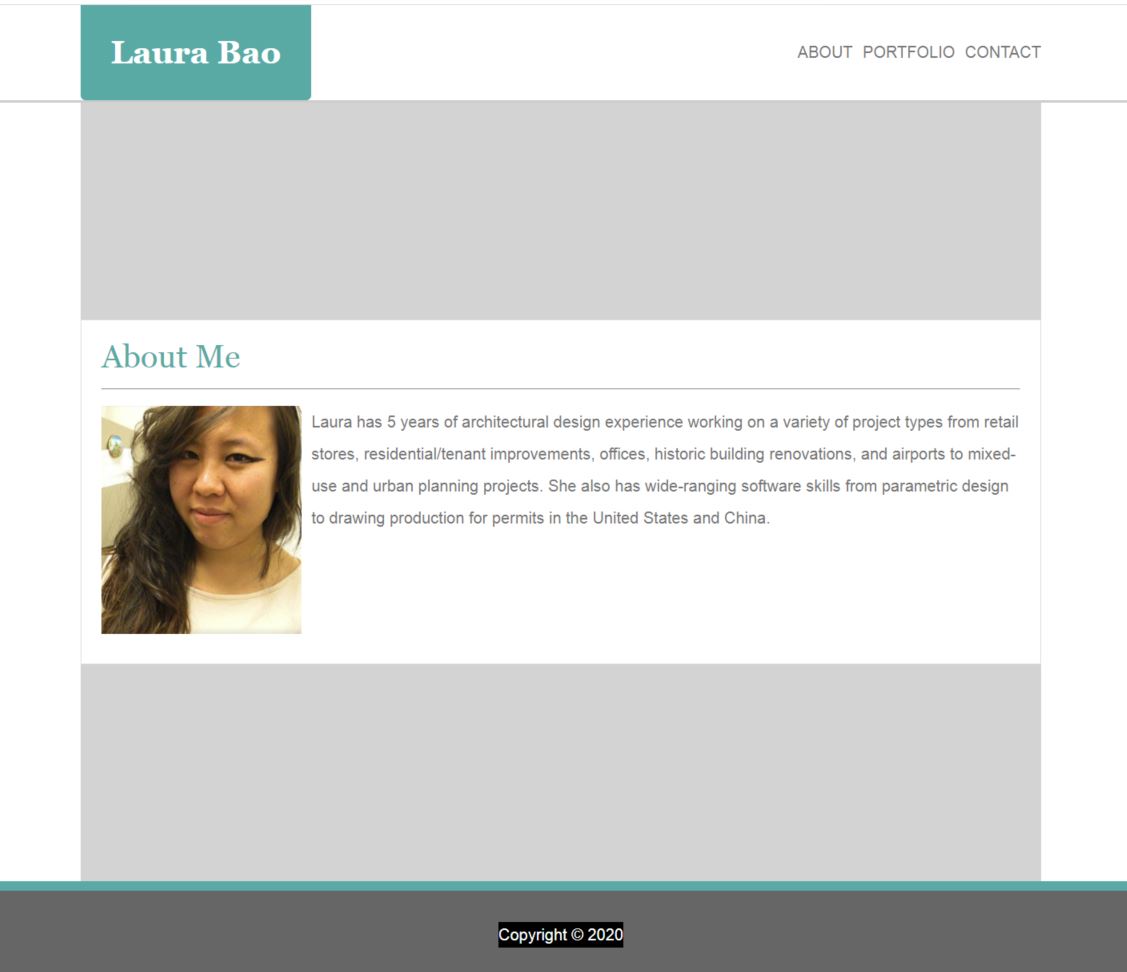 Laura Bao
ABOUT PORTFOLIO CONTACT
About Me
Laura has 5 years of architectural design experience working on a variety of project types from retail
stores, residential/tenant improvements, offices, historic building renovations, and airports to mixed-
use and urban planning projects. She also has wide-ranging software skills from parametric design
to drawing production for permits in the United States and China.
Copyright © 2020